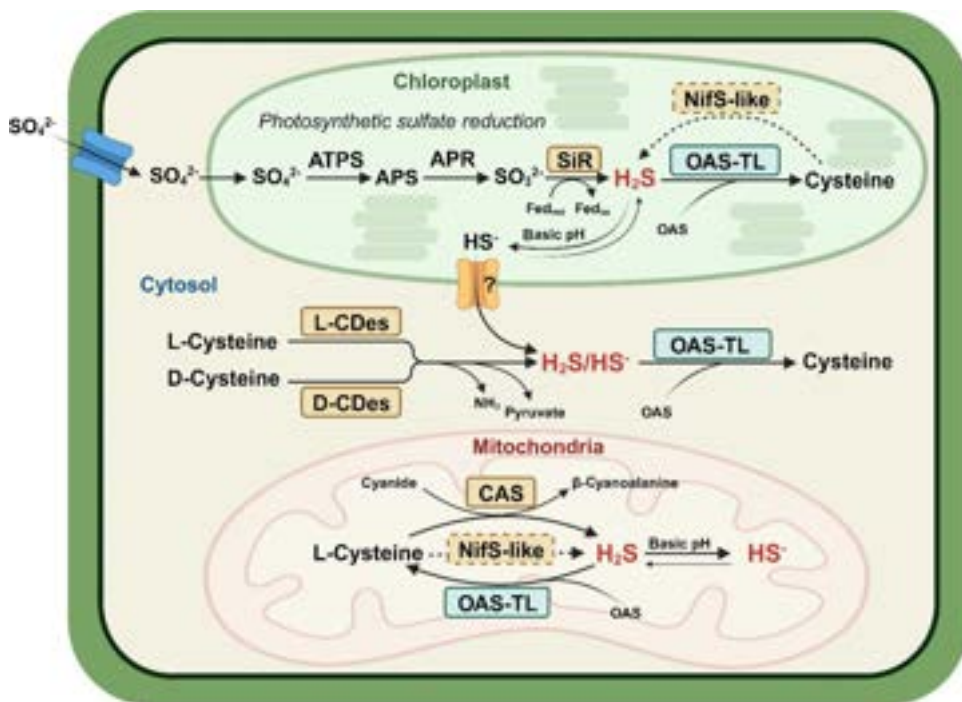 Chloroplast
NifS-like
Photosynthetic sulfate reduction
SO₄²⁻
ATPS
APR
SiR
OAS-TL
SO₄²⁻
SO₄²⁻
APS
SO₃²⁻
H₂S
Cysteine
Fed
Fed
OAS
HS⁻
Basic pH
?
Cytosol
L-CDes
L-Cysteine
OAS-TL
H₂S/HS⁻
Cysteine
D-Cysteine
D-CDes
NH₃
Pyruvate
OAS
Mitochondria
Cyanide
CAS
β-Cyanoalanine
L-Cysteine
NifS-like
H₂S
Basic pH
HS⁻
OAS-TL
OAS